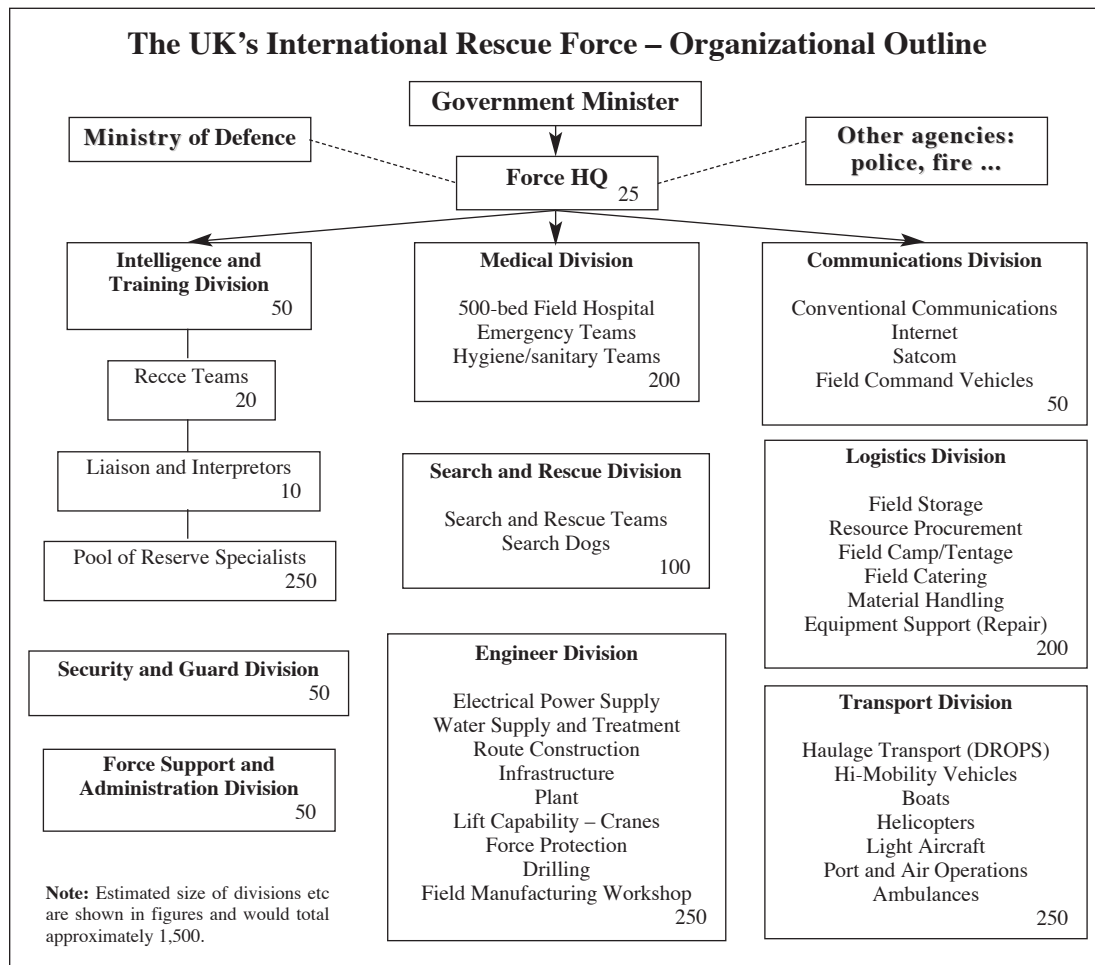 The UK's International Rescue Force – Organizational Outline
Government Minister
Ministry of Defence
Other agencies:
police, fire ...
Force HQ
25
Intelligence and
Training Division
50
Recce Teams
20
Liaison and Interpretors
10
Pool of Reserve Specialists
250
Security and Guard Division
50
Force Support and
Administration Division
50
Note: Estimated size of divisions etc
are shown in figures and would total
approximately 1,500.
Medical Division
500-bed Field Hospital
Emergency Teams
Hygiene/sanitary Teams
200
Search and Rescue Division
Search and Rescue Teams
Search Dogs
100
Engineer Division
Electrical Power Supply
Water Supply and Treatment
Route Construction
Infrastructure
Plant
Lift Capability – Cranes
Force Protection
Drilling
Field Manufacturing Workshop
250
Communications Division
Conventional Communications
Internet
Satcom
Field Command Vehicles
50
Logistics Division
Field Storage
Resource Procurement
Field Camp/Tentage
Field Catering
Material Handling
Equipment Support (Repair)
200
Transport Division
Haulage Transport (DROPS)
Hi-Mobility Vehicles
Boats
Helicopters
Light Aircraft
Port and Air Operations
Ambulances
250